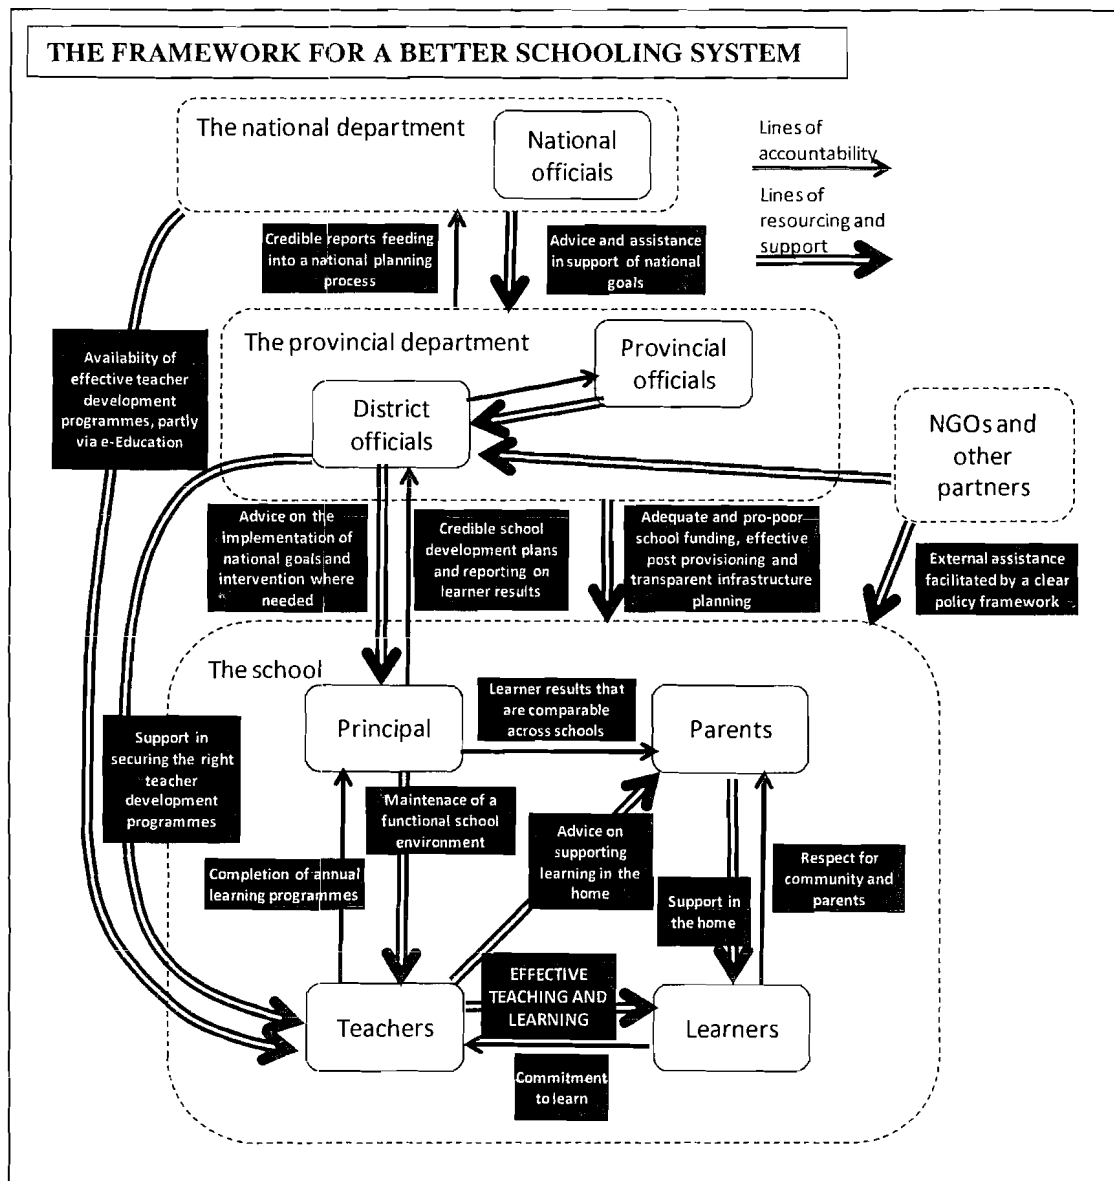 THE FRAMEWORK FOR A BETTER SCHOOLING SYSTEM
The national department
National
officials
Lines of
accountability
Lines of
resourcing and
support
Credible reports feeding
into a national planning
process
Advice and assistance
in support of national
goals
The provincial department
Provincial
officials
District
officials
Availabiity of
effective teacher
development
programmes, partly
via e-Education
NGOs and
other
partners
Advice on the
implementation of
national goals and
intervention where
needed
Credible school
development plans
and reporting on
learner results
Adequate and pro-poor
school funding, effective
post provisioning and
transparent infrastructure
planning
External assistance
facilitated by a clear
policy framework
The school
Principal
Learner results that
are comparable
across schools
Parents
Support in
securing the right
teacher
development
programmes
Maintenace of a
functional school
environment
Advice on
supporting
learning in the
home
Completion of annual
learning programmes
Support in
the home
Respect for
community and
parents
Teachers
EFFECTIVE
TEACHING AND
LEARNING
Learners
Commitment
to learn